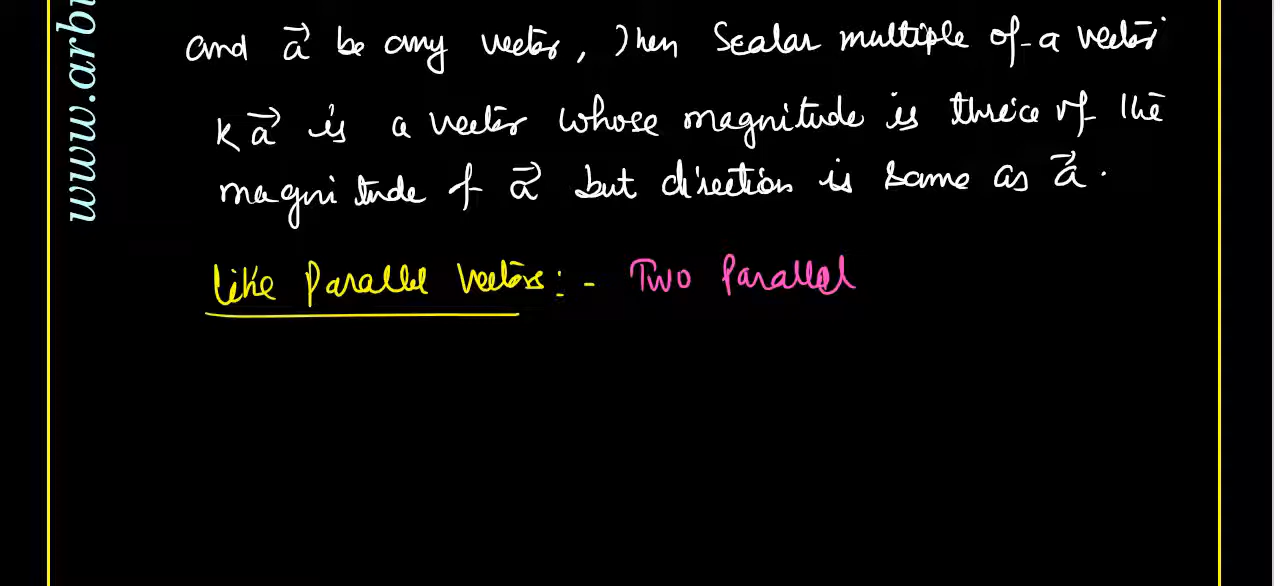 www.arbi
and a⃗ be any vector, Then Scalar multiple of a vector
K a⃗ is a vector whose magnitude is thrice of the
magnitude of a⃗ but direction is same as a⃗.
Like Parallel Vectors:- Two Parallel